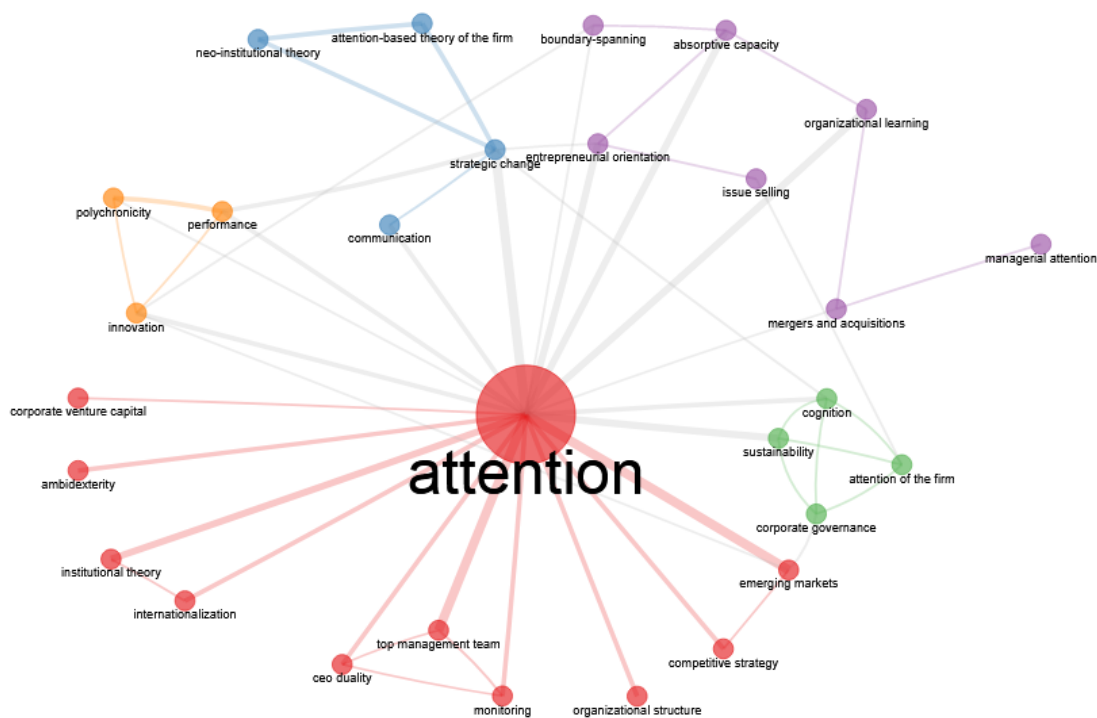 attention-based theory of the firm
neo-institutional theory
boundary-spanning
absorptive capacity
organizational learning
strategic change
entrepreneurial orientation
issue selling
polychronicity
performance
communication
managerial attention
innovation
mergers and acquisitions
corporate venture capital
cognition
sustainability
attention
ambidexterity
attention of the firm
corporate governance
institutional theory
emerging markets
internationalization
top management team
competitive strategy
ceo duality
monitoring
organizational structure